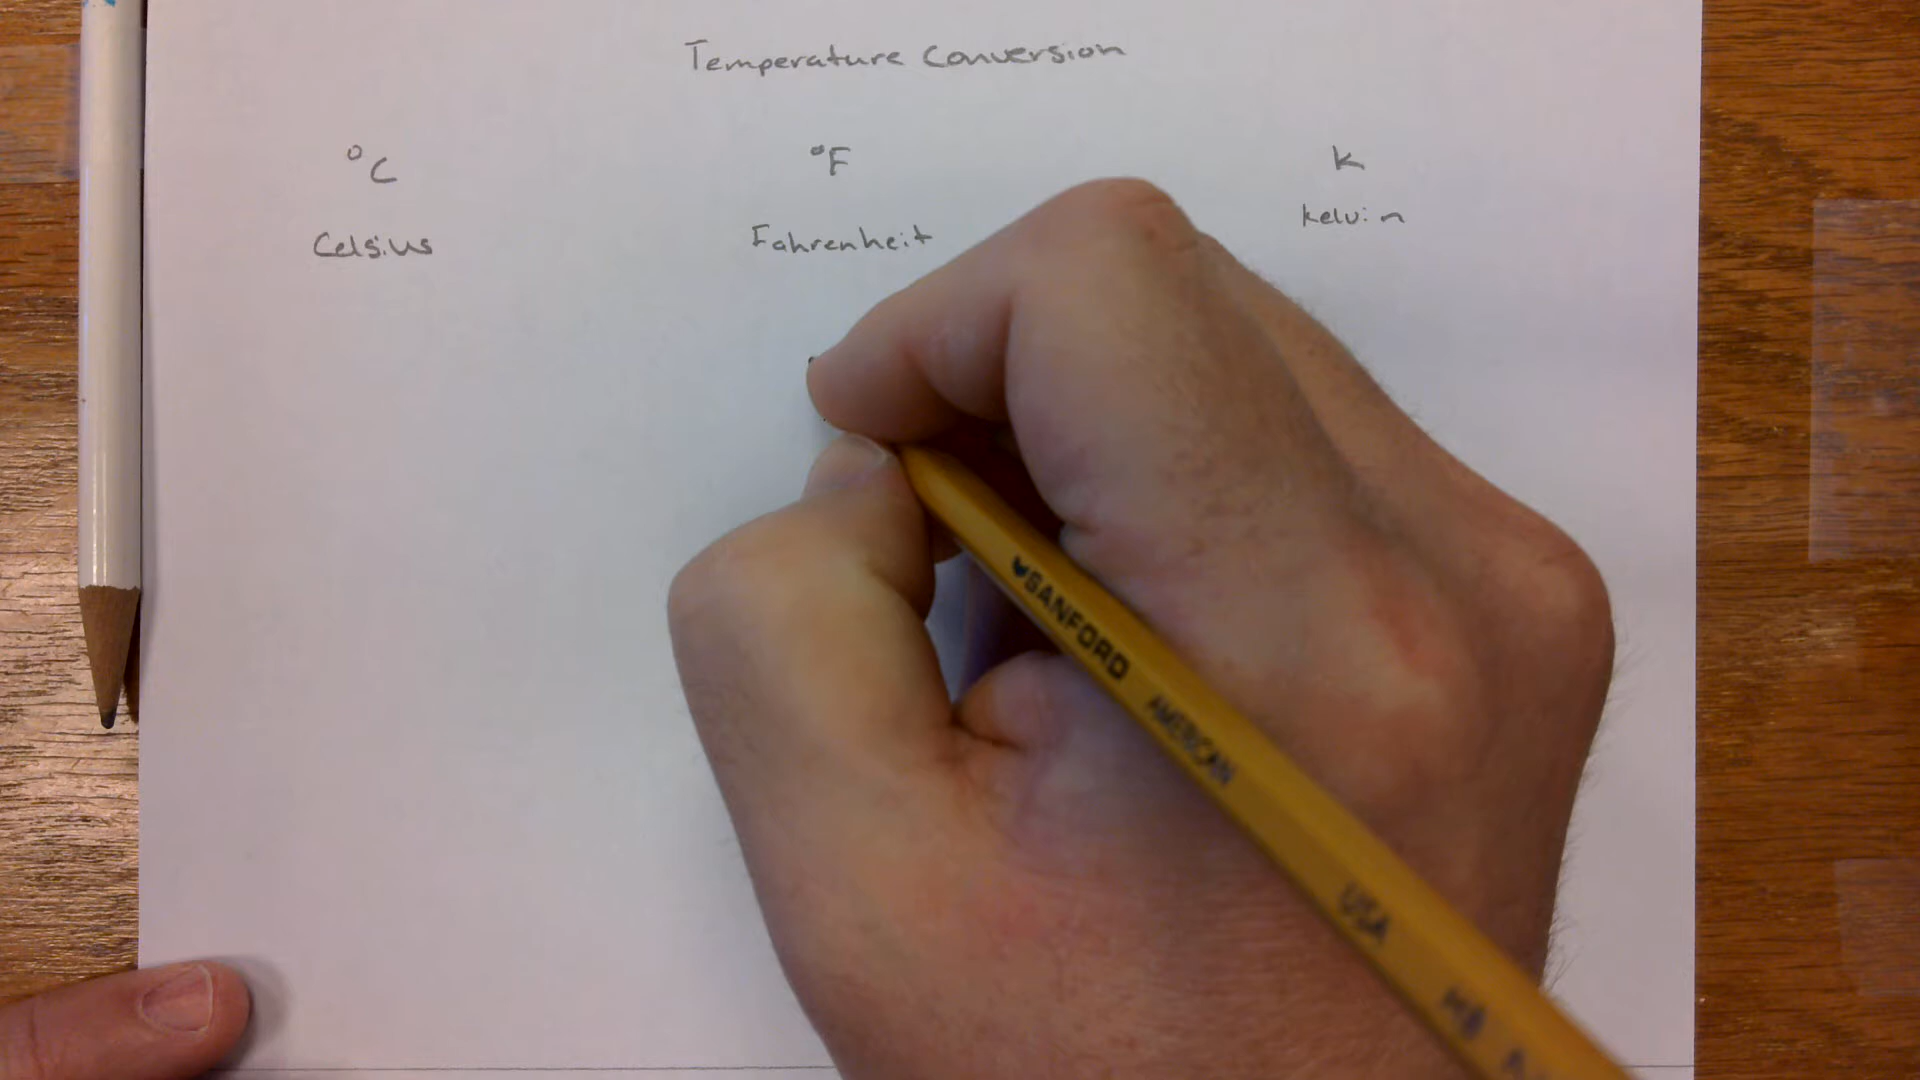 Temperature Conversion
°C °F K
Celsius Fahrenheit Kelvin
SANFORD AMERICAN USA HB